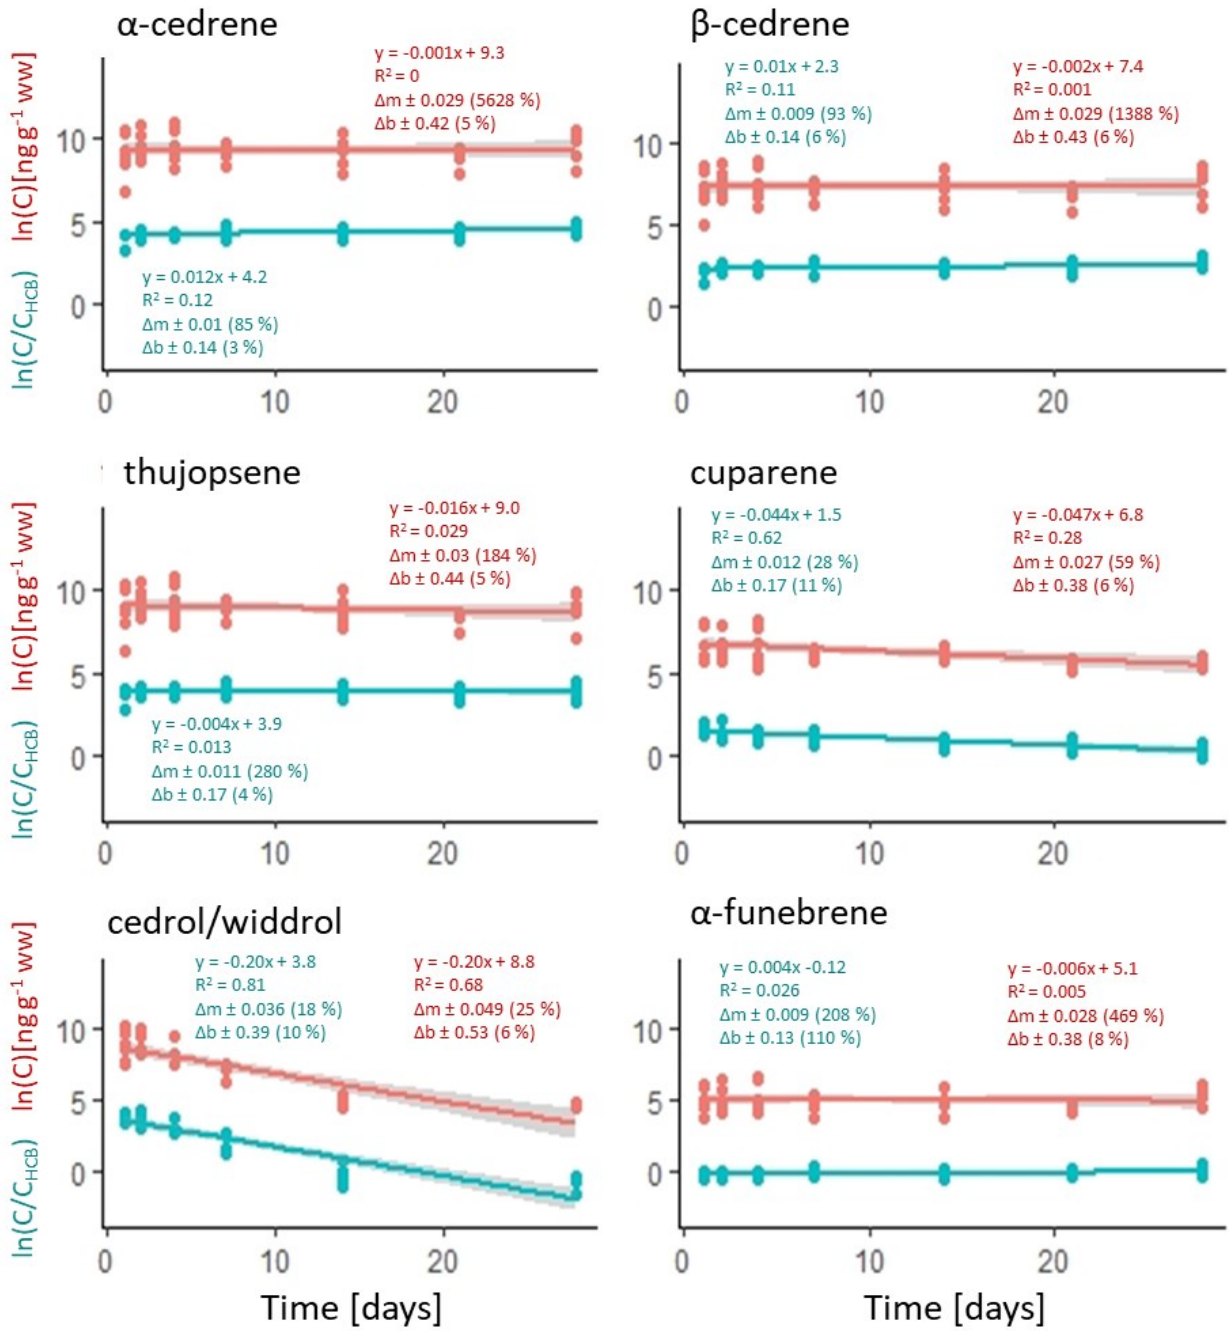 α-cedrene
y = -0.001x + 9.3
R² = 0
Δm ± 0.029 (5628 %)
Δb ± 0.42 (5 %)
ln(C)[ng g⁻¹ ww]
ln(C/C_HCB)
10
5
0
y = 0.012x + 4.2
R² = 0.12
Δm ± 0.01 (85 %)
Δb ± 0.14 (3 %)
0 10 20
β-cedrene
y = 0.01x + 2.3
R² = 0.11
Δm ± 0.009 (93 %)
Δb ± 0.14 (6 %)
y = -0.002x + 7.4
R² = 0.001
Δm ± 0.029 (1388 %)
Δb ± 0.43 (6 %)
10
5
0
0 10 20
thujopsene
y = -0.016x + 9.0
R² = 0.029
Δm ± 0.03 (184 %)
Δb ± 0.44 (5 %)
ln(C)[ng g⁻¹ ww]
ln(C/C_HCB)
10
5
0
y = -0.004x + 3.9
R² = 0.013
Δm ± 0.011 (280 %)
Δb ± 0.17 (4 %)
0 10 20
cuparene
y = -0.044x + 1.5
R² = 0.62
Δm ± 0.012 (28 %)
Δb ± 0.17 (11 %)
y = -0.047x + 6.8
R² = 0.28
Δm ± 0.027 (59 %)
Δb ± 0.38 (6 %)
10
5
0
0 10 20
cedrol/widdrol
y = -0.20x + 3.8
R² = 0.81
Δm ± 0.036 (18 %)
Δb ± 0.39 (10 %)
y = -0.20x + 8.8
R² = 0.68
Δm ± 0.049 (25 %)
Δb ± 0.53 (6 %)
ln(C)[ng g⁻¹ ww]
ln(C/C_HCB)
10
5
0
0 10 20
Time [days]
α-funebrene
y = 0.004x -0.12
R² = 0.026
Δm ± 0.009 (208 %)
Δb ± 0.13 (110 %)
y = -0.006x + 5.1
R² = 0.005
Δm ± 0.028 (469 %)
Δb ± 0.38 (8 %)
10
5
0
0 10 20
Time [days]